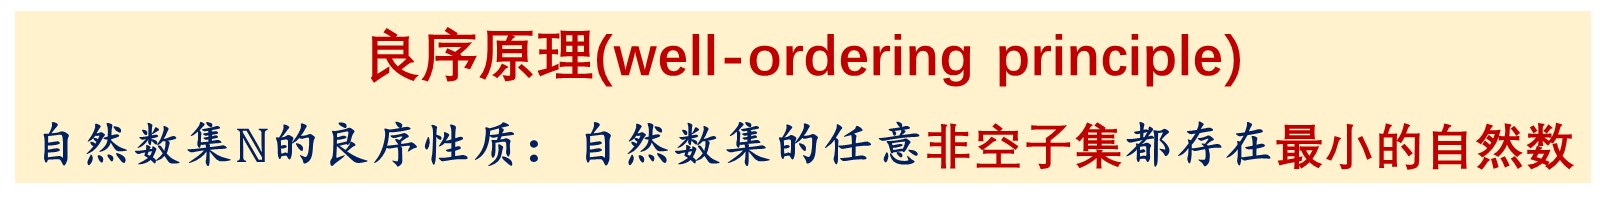 良序原理(well-ordering principle)
自然数集ℕ的良序性质：自然数集的任意非空子集都存在最小的自然数